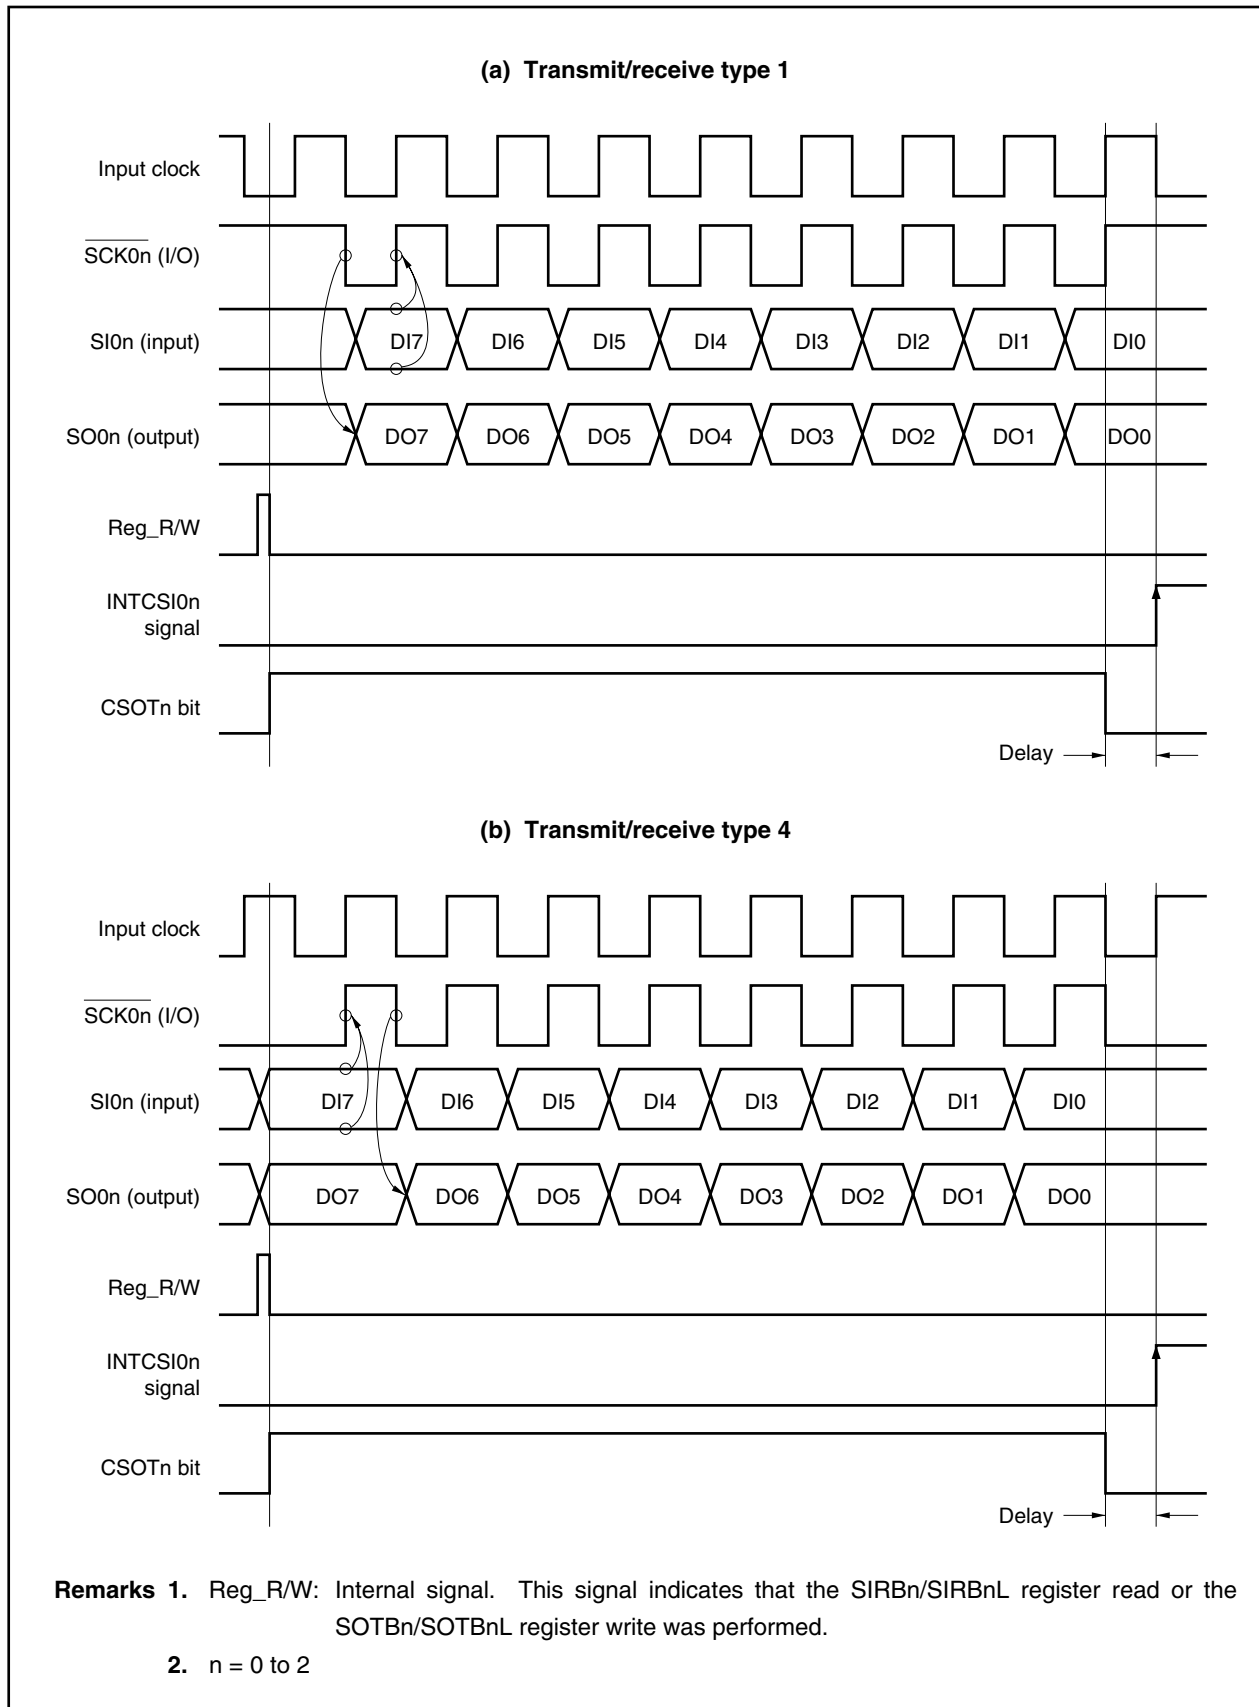 (a) Transmit/receive type 1
Input clock
SCK0n (I/O)
SI0n (input)
DI7 DI6 DI5 DI4 DI3 DI2 DI1 DI0
SO0n (output)
DO7 DO6 DO5 DO4 DO3 DO2 DO1 DO0
Reg_R/W
INTCSI0n
signal
CSOTn bit
Delay
(b) Transmit/receive type 4
Input clock
SCK0n (I/O)
SI0n (input)
DI7 DI6 DI5 DI4 DI3 DI2 DI1 DI0
SO0n (output)
DO7 DO6 DO5 DO4 DO3 DO2 DO1 DO0
Reg_R/W
INTCSI0n
signal
CSOTn bit
Delay
Remarks 1. Reg_R/W: Internal signal. This signal indicates that the SIRBn/SIRBnL register read or the
SOTBn/SOTBnL register write was performed.
2. n = 0 to 2